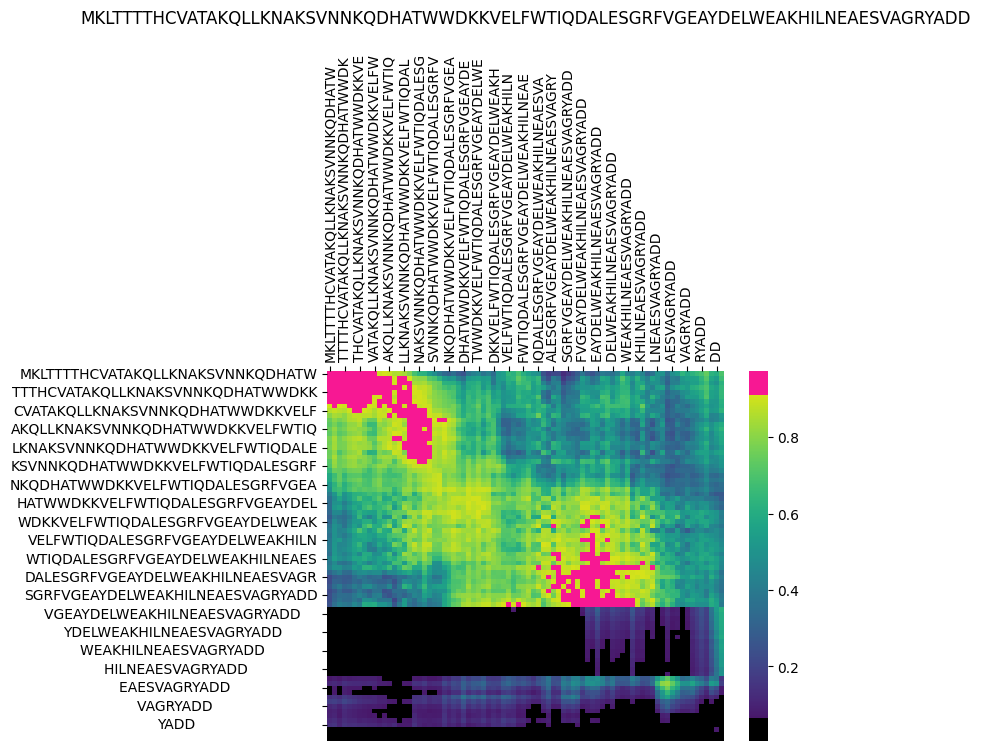 MKLTTTTHCVATAKQLLKNAKSVNNKQDHATWWDKKVELFWTIQDALESGRFVGEAYDELWEAKHILNEAESVAGRYADD
MKLTTTTHCVATAKQLLKNAKSVNNKQDHATW
TTTTHCVATAKQLLKNAKSVNNKQDHATWWDK
THCVATAKQLLKNAKSVNNKQDHATWWDKKVE
VATAKQLLKNAKSVNNKQDHATWWDKKVELFW
AKQLLKNAKSVNNKQDHATWWDKKVELFWTIQ
LLKNAKSVNNKQDHATWWDKKVELFWTIQDAL
NAKSVNNKQDHATWWDKKVELFWTIQDALESG
SVNNKQDHATWWDKKVELFWTIQDALESGRFV
NKQDHATWWDKKVELFWTIQDALESGRFVGEA
DHATWWDKKVELFWTIQDALESGRFVGEAYDE
TWWDKKVELFWTIQDALESGRFVGEAYDELWE
DKKVELFWTIQDALESGRFVGEAYDELWEAKH
VELFWTIQDALESGRFVGEAYDELWEAKHILN
FWTIQDALESGRFVGEAYDELWEAKHILNEAE
IQDALESGRFVGEAYDELWEAKHILNEAESVA
ALESGRFVGEAYDELWEAKHILNEAESVAGRY
SGRFVGEAYDELWEAKHILNEAESVAGRYADD
FVGEAYDELWEAKHILNEAESVAGRYADD
EAYDELWEAKHILNEAESVAGRYADD
DELWEAKHILNEAESVAGRYADD
WEAKHILNEAESVAGRYADD
KHILNEAESVAGRYADD
LNEAESVAGRYADD
AESVAGRYADD
VAGRYADD
RYADD
DD
MKLTTTTHCVATAKQLLKNAKSVNNKQDHATW
TTTHCVATAKQLLKNAKSVNNKQDHATWWDKK
CVATAKQLLKNAKSVNNKQDHATWWDKKVELF
AKQLLKNAKSVNNKQDHATWWDKKVELFWTIQ
LKNAKSVNNKQDHATWWDKKVELFWTIQDALE
KSVNNKQDHATWWDKKVELFWTIQDALESGRF
NKQDHATWWDKKVELFWTIQDALESGRFVGEA
HATWWDKKVELFWTIQDALESGRFVGEAYDEL
WDKKVELFWTIQDALESGRFVGEAYDELWEAK
VELFWTIQDALESGRFVGEAYDELWEAKHILN
WTIQDALESGRFVGEAYDELWEAKHILNEAES
DALESGRFVGEAYDELWEAKHILNEAESVAGR
SGRFVGEAYDELWEAKHILNEAESVAGRYADD
VGEAYDELWEAKHILNEAESVAGRYADD
YDELWEAKHILNEAESVAGRYADD
WEAKHILNEAESVAGRYADD
HILNEAESVAGRYADD
EAESVAGRYADD
VAGRYADD
YADD
0.8
0.6
0.4
0.2